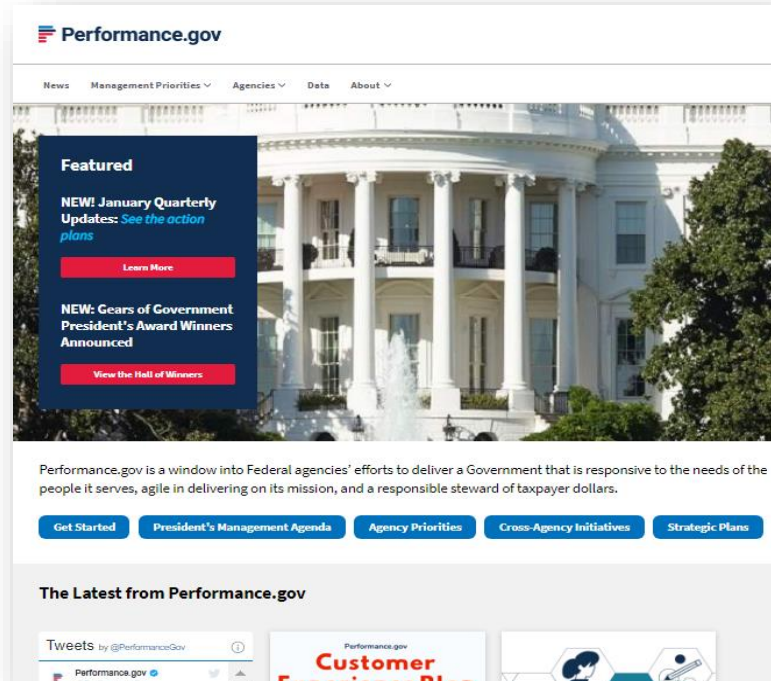 Performance.gov
News Management Priorities Agencies Data About
Featured
NEW! January Quarterly
Updates: See the action
plans
Learn More
NEW: Gears of Government
President's Award Winners
Announced
View the Hall of Winners
Performance.gov is a window into Federal agencies' efforts to deliver a Government that is responsive to the needs of the
people it serves, agile in delivering on its mission, and a responsible steward of taxpayer dollars.
Get Started President's Management Agenda Agency Priorities Cross-Agency Initiatives Strategic Plans
The Latest from Performance.gov
Tweets by @PerformanceGov
Performance.gov
Performance.gov
Customer
Experience Blog